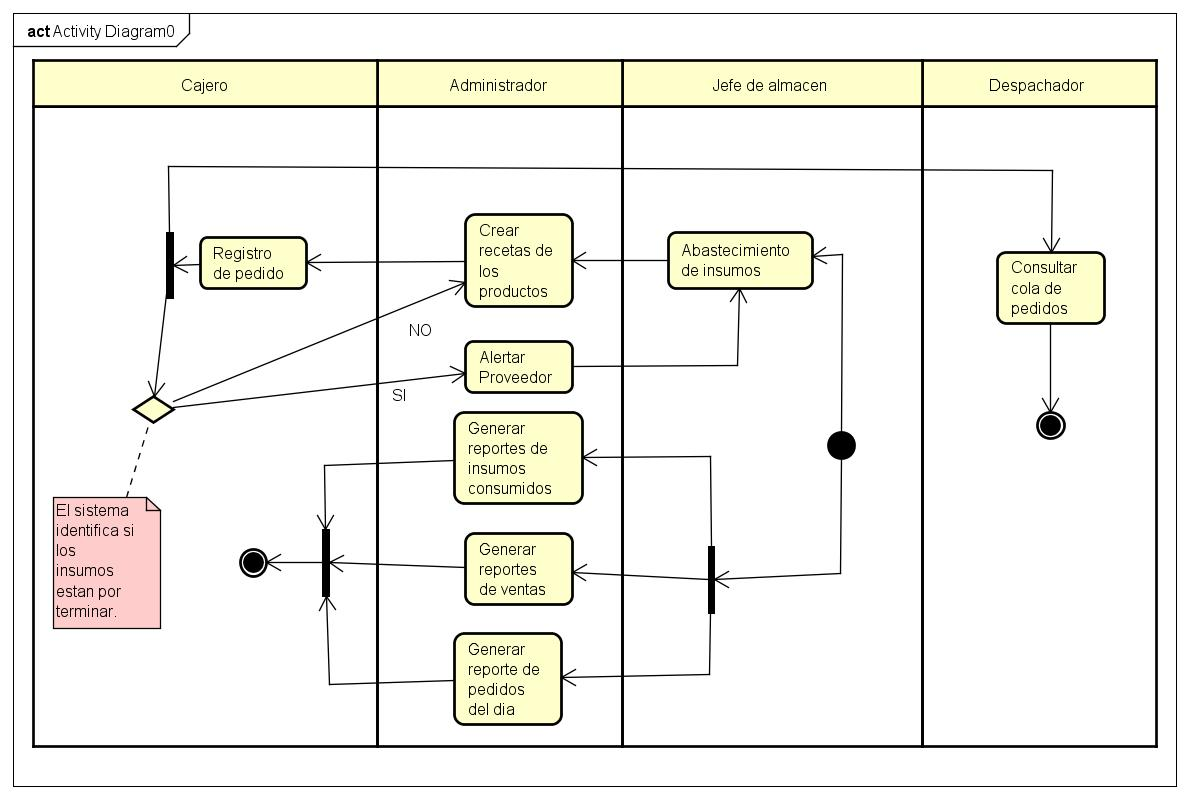 act Activity Diagram0
Cajero
Administrador
Jefe de almacen
Despachador
Registro
de pedido
Crear
recetas de
los
productos
Abastecimiento
de insumos
Consultar
cola de
pedidos
NO
Alertar
Proveedor
SI
Generar
reportes de
insumos
consumidos
El sistema
identifica si
los
insumos
estan por
terminar.
Generar
reportes
de ventas
Generar
reporte de
pedidos
del dia